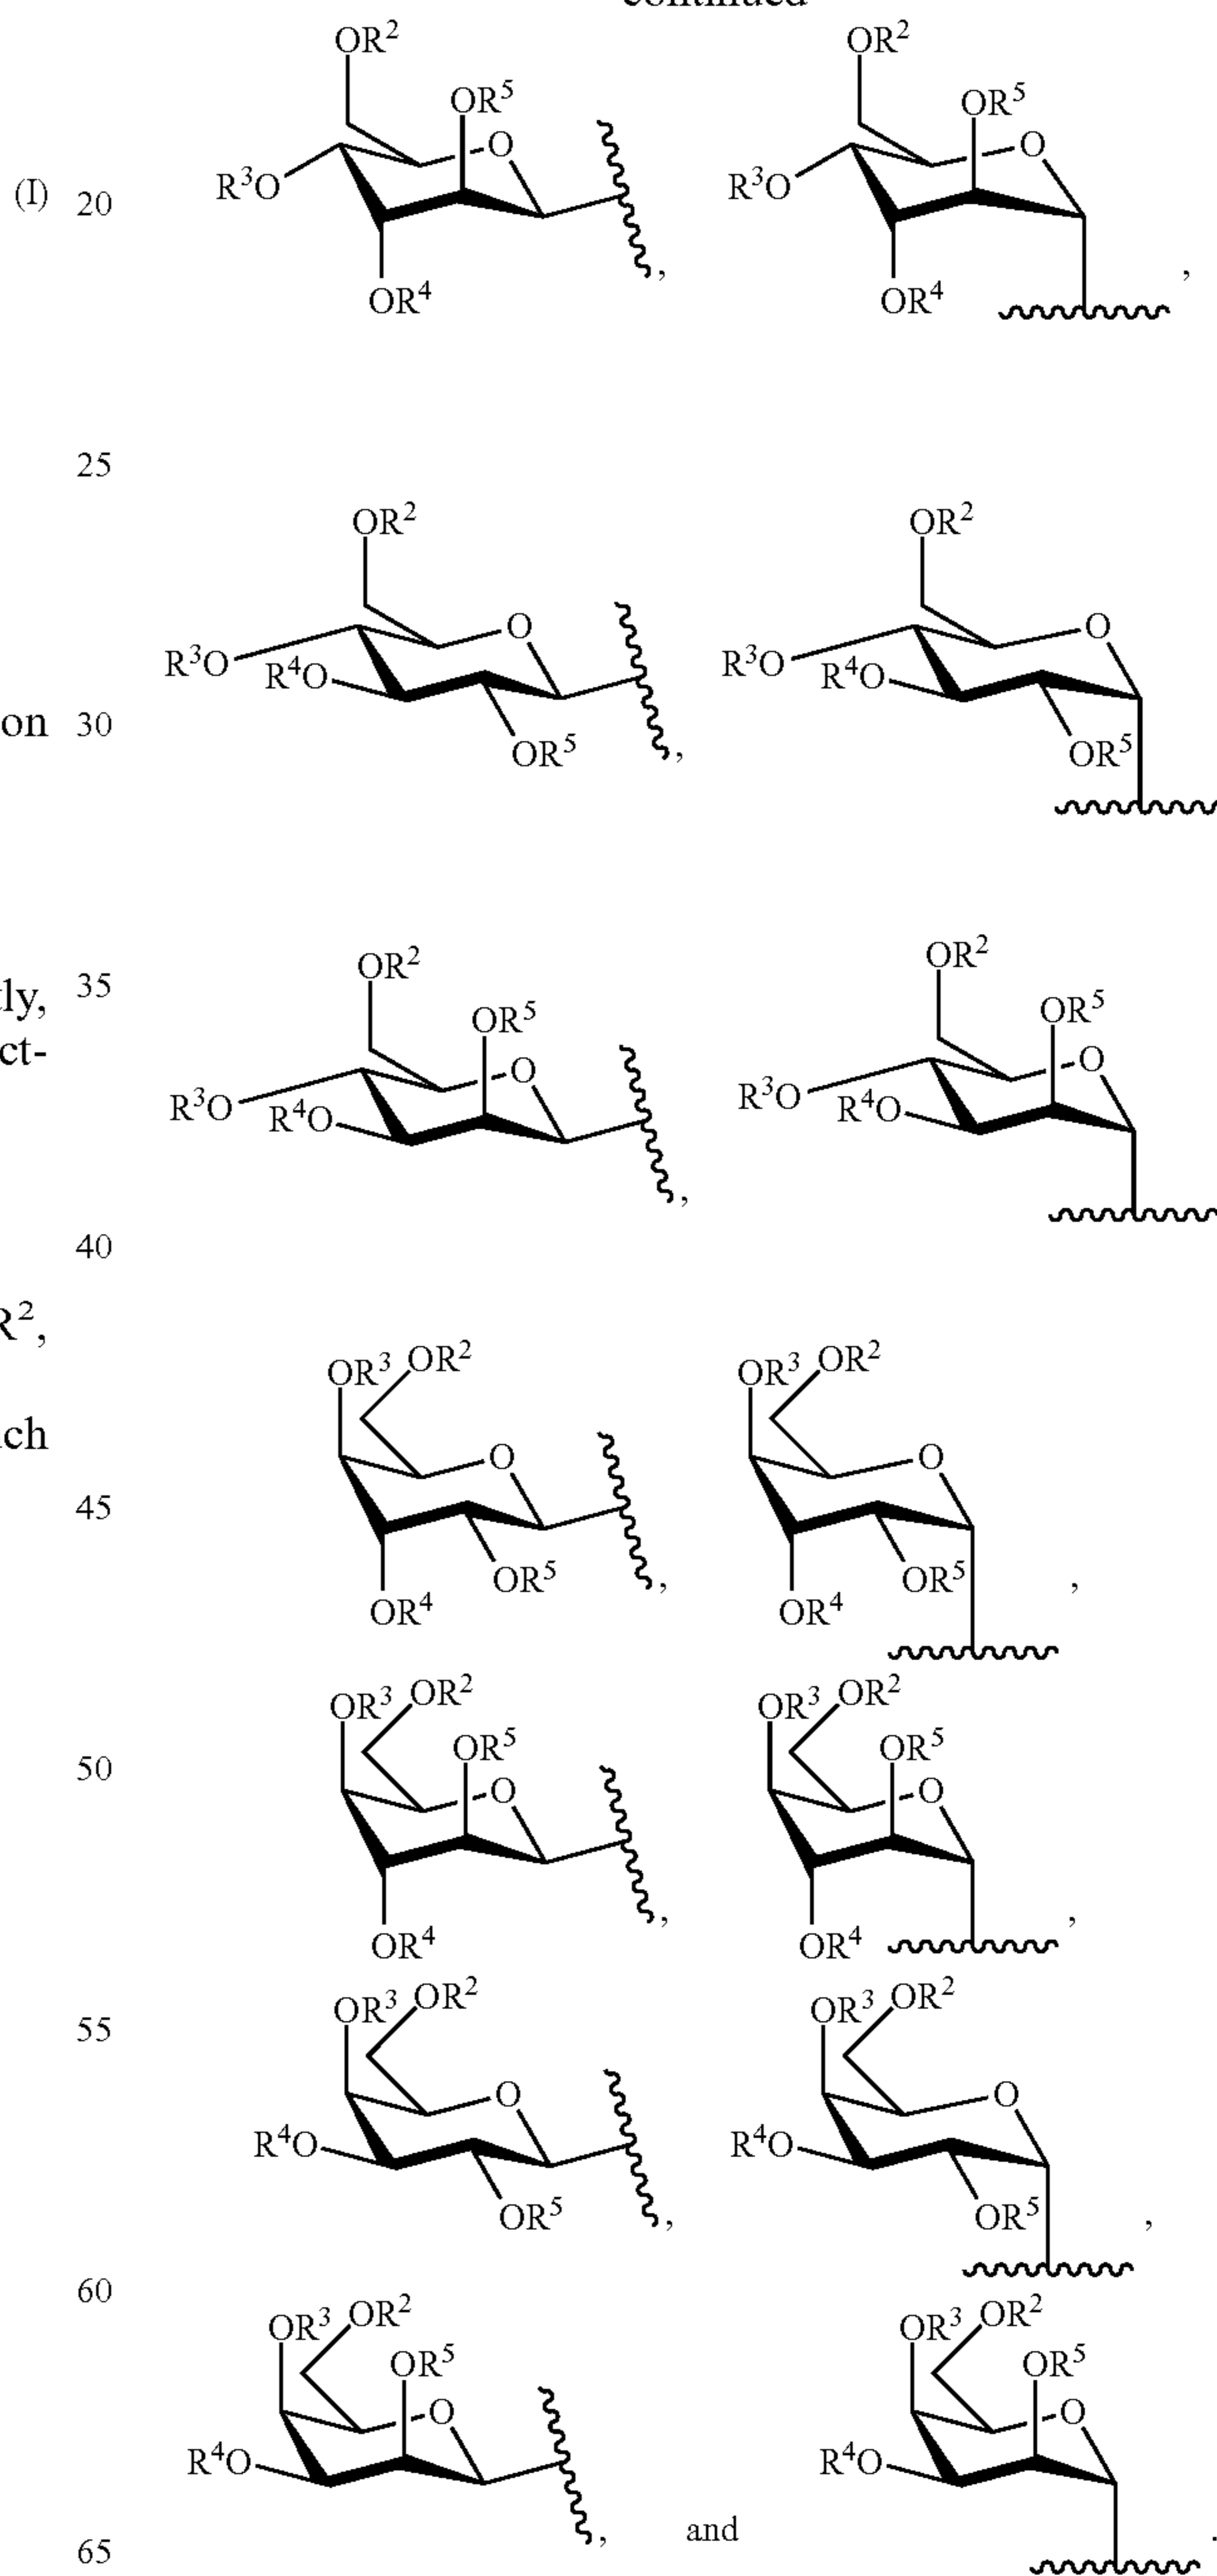 continued
OR² OR²
OR⁵ OR⁵
O O
(I) 20 R³O R³O
, ,
OR⁴ OR⁴
25
OR² OR²
O O
R³O R⁴O R³O R⁴O
on 30 OR⁵ , OR⁵
OR² OR²
tly, 35 OR⁵ OR⁵
ct- O O
R³O R⁴O R³O R⁴O
,
40
R², OR³ OR² OR³ OR²
ich O O
45 OR⁵ , OR⁵ ,
OR⁴ OR⁴
OR³ OR² OR³ OR²
50 OR⁵ OR⁵
O O
, ,
OR⁴ OR⁴
55 OR³ OR² OR³ OR²
O O
R⁴O R⁴O
OR⁵ , OR⁵ ,
60
OR³ OR² OR³ OR²
OR⁵ OR⁵
O O
R⁴O R⁴O
65 , and .